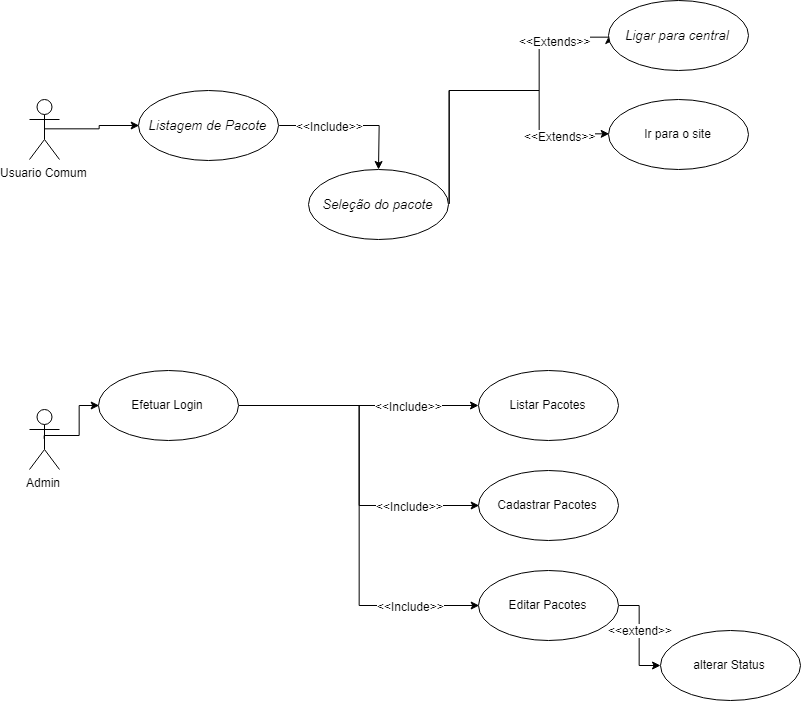 <<Extends>>
Ligar para central
Listagem de Pacote
<<Include>>
<<Extends>>
Ir para o site
Usuario Comum
Seleção do pacote
Efetuar Login
<<Include>>
Listar Pacotes
Admin
<<Include>>
Cadastrar Pacotes
<<Include>>
Editar Pacotes
<<extend>>
alterar Status